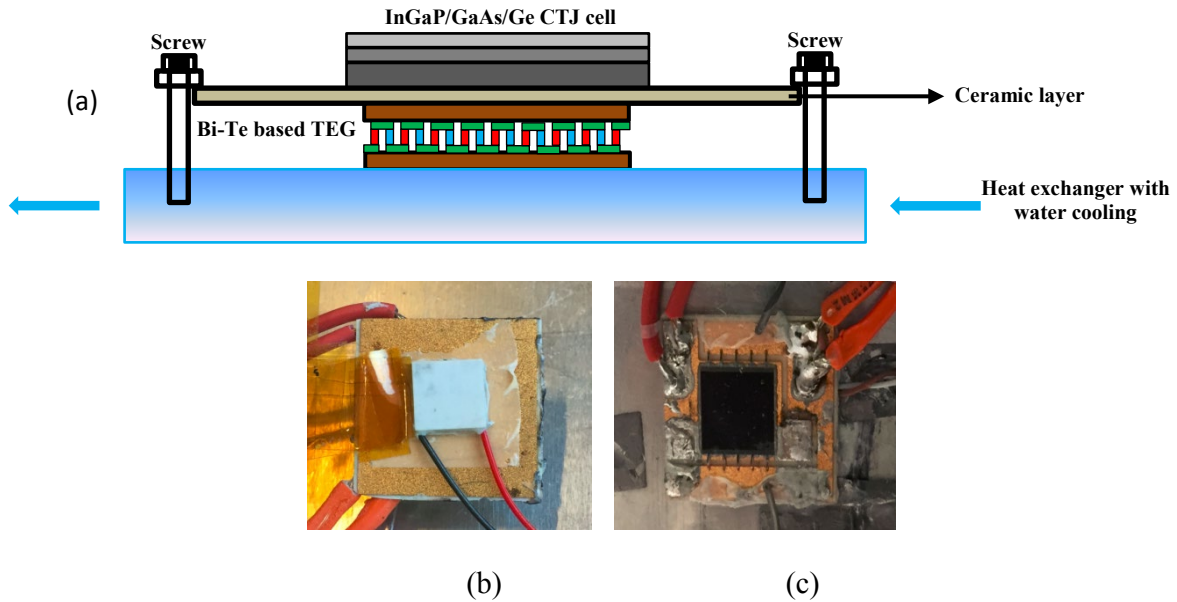 InGaP/GaAs/Ge CTJ cell
Screw
Screw
(a)
Ceramic layer
Bi-Te based TEG
Heat exchanger with
water cooling
(b)
(c)